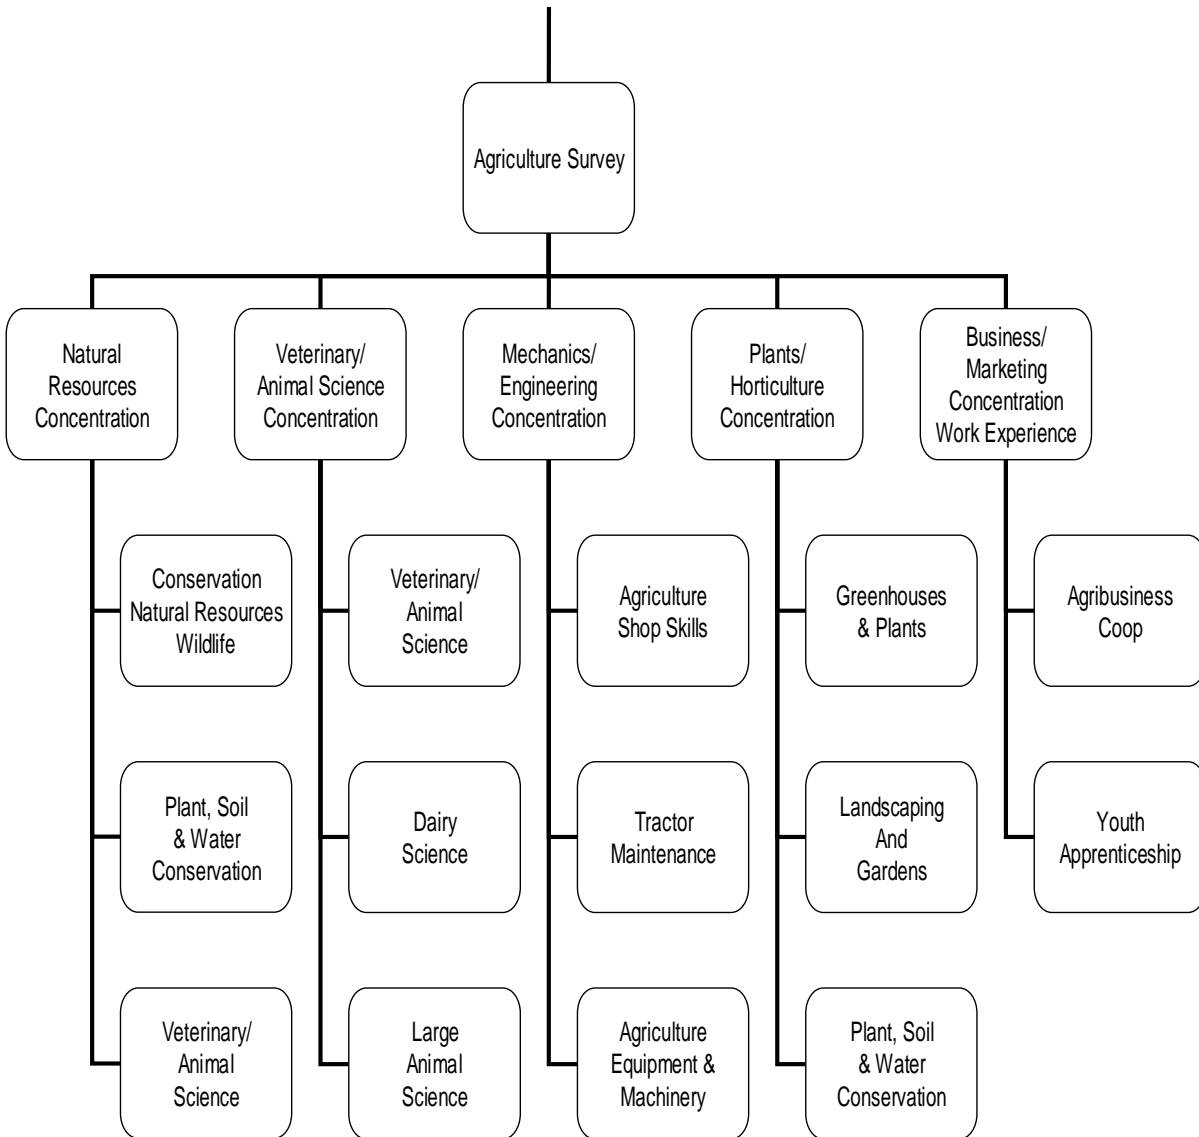 Agriculture Survey
Natural
Resources
Concentration
Veterinary/
Animal Science
Concentration
Mechanics/
Engineering
Concentration
Plants/
Horticulture
Concentration
Business/
Marketing
Concentration
Work Experience
Conservation
Natural Resources
Wildlife
Veterinary/
Animal
Science
Agriculture
Shop Skills
Greenhouses
& Plants
Agribusiness
Coop
Plant, Soil
& Water
Conservation
Dairy
Science
Tractor
Maintenance
Landscaping
And
Gardens
Youth
Apprenticeship
Veterinary/
Animal
Science
Large
Animal
Science
Agriculture
Equipment &
Machinery
Plant, Soil
& Water
Conservation